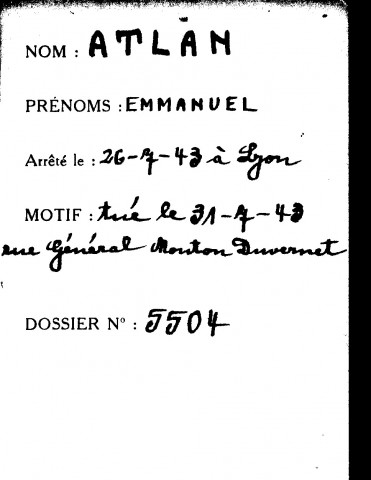 NOM : ATLAN
PRÉNOMS : EMMANUEL
Arrêté le : 26-7-43 à Lyon
MOTIF : tué le 31-7-43
rue Général Mouton Duvernet
DOSSIER N° : 5504